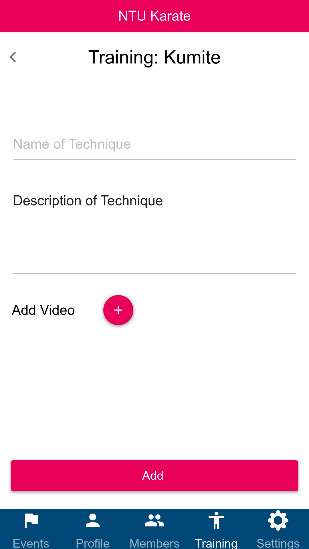 NTU Karate
Training: Kumite
Name of Technique
Description of Technique
Add Video
Add
Events Profile Members Training Settings